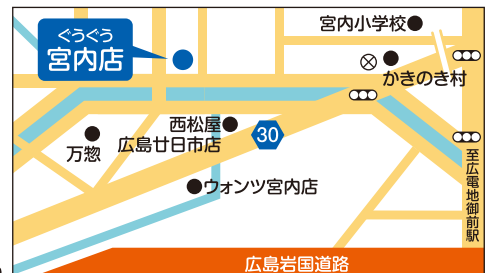 宮内小学校
ぐうぐう
宮内店
かきのき村
西松屋
広島廿日市店
30
万惣
ウォンツ宮内店
至広電地御前駅
広島岩国道路